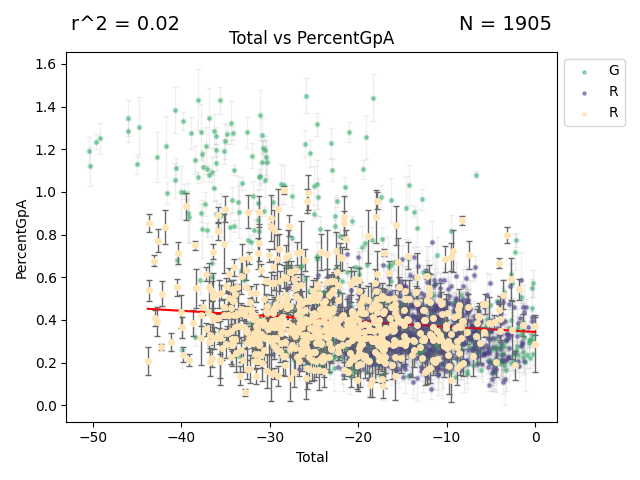 r^2 = 0.02
N = 1905
Total vs PercentGpA
G
R
R
1.6
1.4
1.2
1.0
0.8
0.6
0.4
0.2
0.0
PercentGpA
−50
−40
−30
−20
−10
0
Total